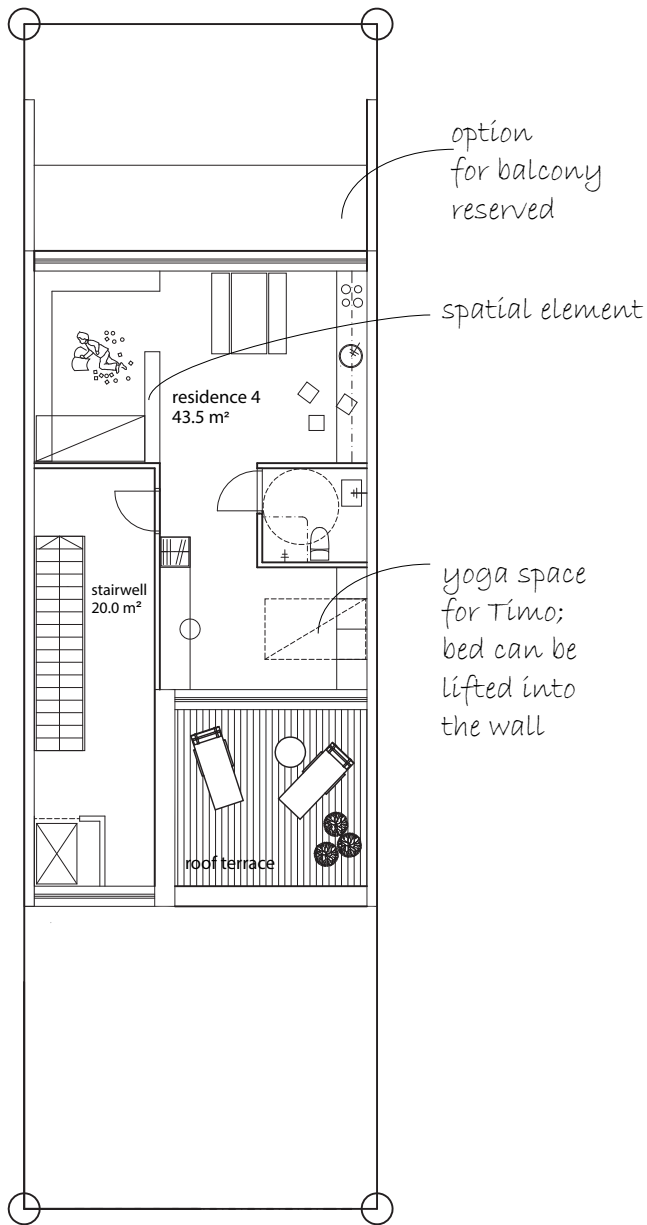 option
for balcony
reserved
spatial element
residence 4
43.5 m²
yoga space
for Timo;
bed can be
lifted into
the wall
stairwell
20.0 m²
roof terrace